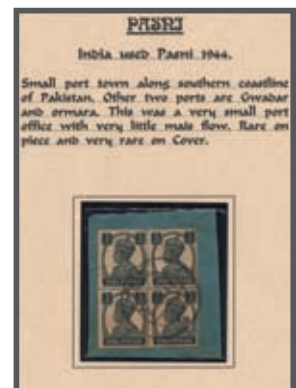 PASNI
India used Pasni 1944.
Small port town along southern coastline
of Pakistan. Other two ports are Gwadar
and ormara. This was a very small port
office with very little mais flow. Rare on
piece and very rare on Cover.